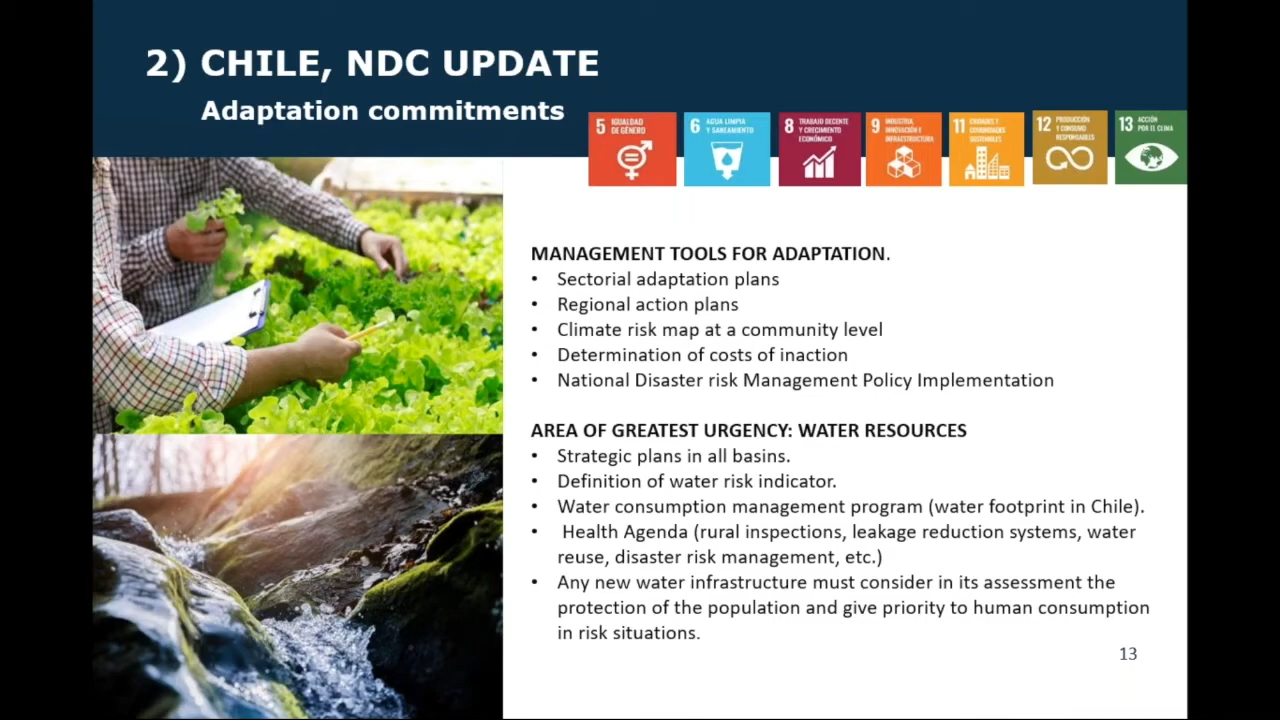 2) CHILE, NDC UPDATE
Adaptation commitments
5 IGUALDAD
DE GÉNERO
6 AGUA LIMPIA
Y SANEAMIENTO
8 TRABAJO DECENTE
Y CRECIMIENTO
ECONÓMICO
9 INDUSTRIA,
INNOVACIÓN E
INFRAESTRUCTURA
11 CIUDADES Y
COMUNIDADES
SOSTENIBLES
12 PRODUCCIÓN
Y CONSUMO
RESPONSABLES
13 ACCIÓN
POR EL CLIMA
MANAGEMENT TOOLS FOR ADAPTATION.
• Sectorial adaptation plans
• Regional action plans
• Climate risk map at a community level
• Determination of costs of inaction
• National Disaster risk Management Policy Implementation
AREA OF GREATEST URGENCY: WATER RESOURCES
• Strategic plans in all basins.
• Definition of water risk indicator.
• Water consumption management program (water footprint in Chile).
• Health Agenda (rural inspections, leakage reduction systems, water
reuse, disaster risk management, etc.)
• Any new water infrastructure must consider in its assessment the
protection of the population and give priority to human consumption
in risk situations.
13